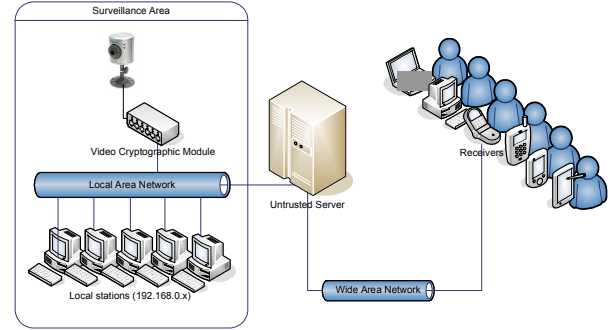 Surveillance Area
Video Cryptographic Module
Local Area Network
Local stations (192.168.0.x)
Untrusted Server
Receivers
Wide Area Network